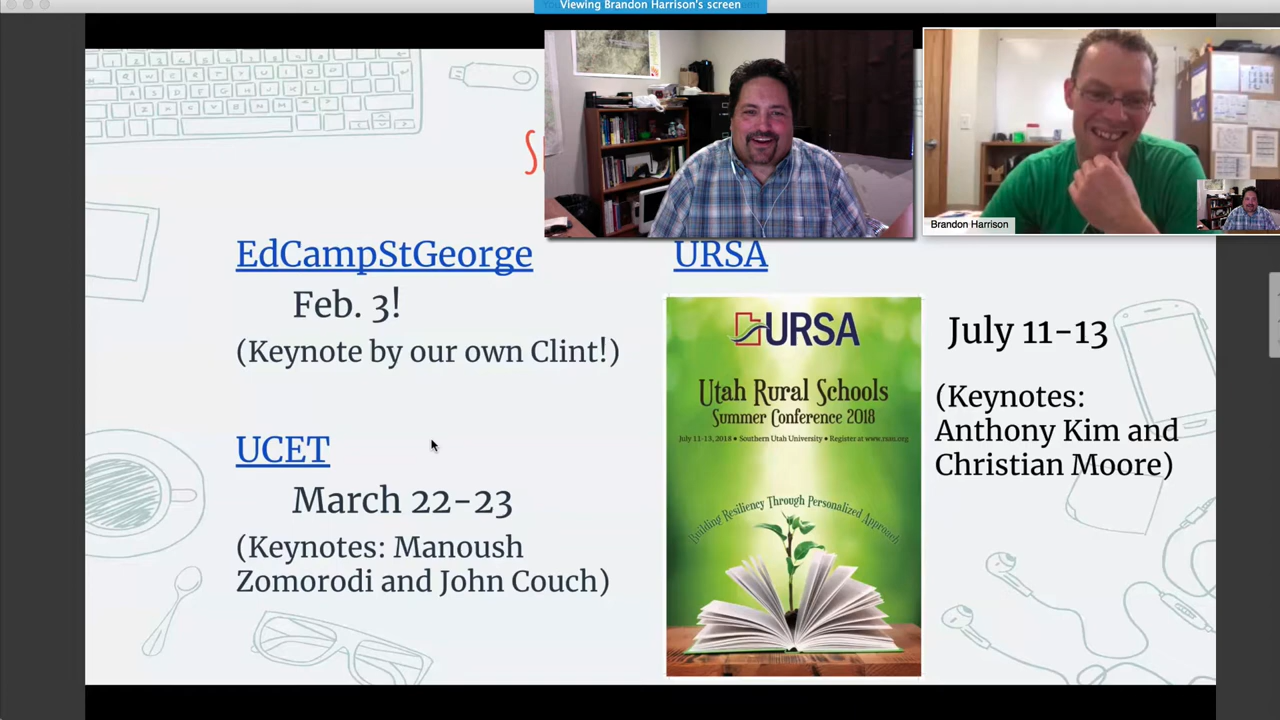 Viewing Brandon Harrison's screen
S
Brandon Harrison
EdCampStGeorge
Feb. 3!
(Keynote by our own Clint!)
UCET
March 22-23
(Keynotes: Manoush
Zomorodi and John Couch)
URSA
URSA
Utah Rural Schools
Summer Conference 2018
July 11-13, 2018 • Southern Utah University • Register at www.nsin.org
Building Resiliency Through Personalized Approach
July 11-13
(Keynotes:
Anthony Kim and
Christian Moore)